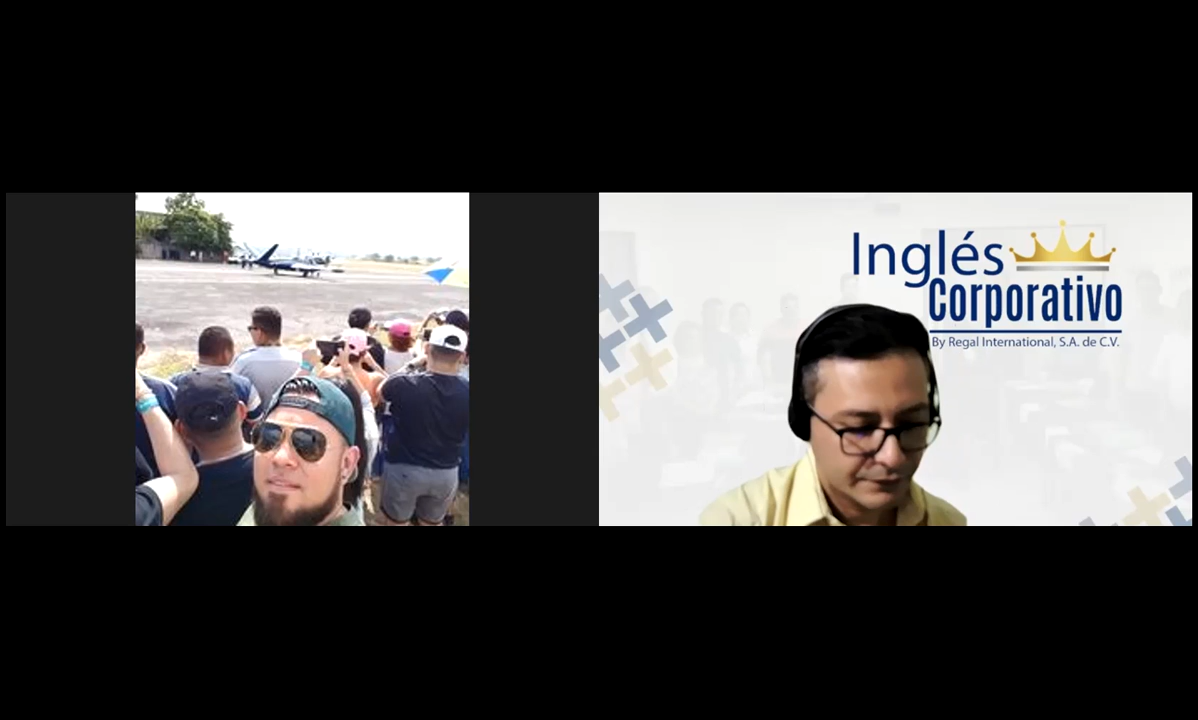 Inglés
Corporativo
By Regal International, S.A. de C.V.